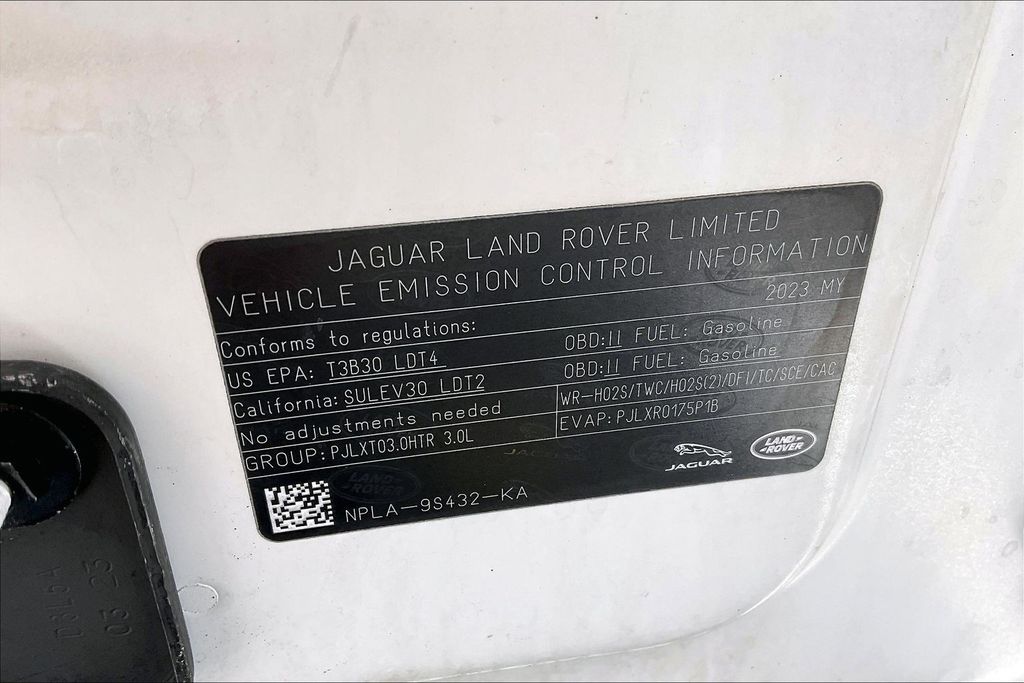 JAGUAR LAND ROVER LIMITED
VEHICLE EMISSION CONTROL INFORMATION
2023 MY
Conforms to regulations:
US EPA: T3B30 LDT4 OBD:II FUEL: Gasoline
California: SULEV30 LDT2 OBD:II FUEL: Gasoline
No adjustments needed WR-HO2S/TWC/HO2S(2)/DFI/TC/SCE/CAC
GROUP: PJLXT03.0HTR 3.0L EVAP: PJLXR0175P1B
JAGUAR LAND-ROVER
NPLA-9S432-KA
03 23